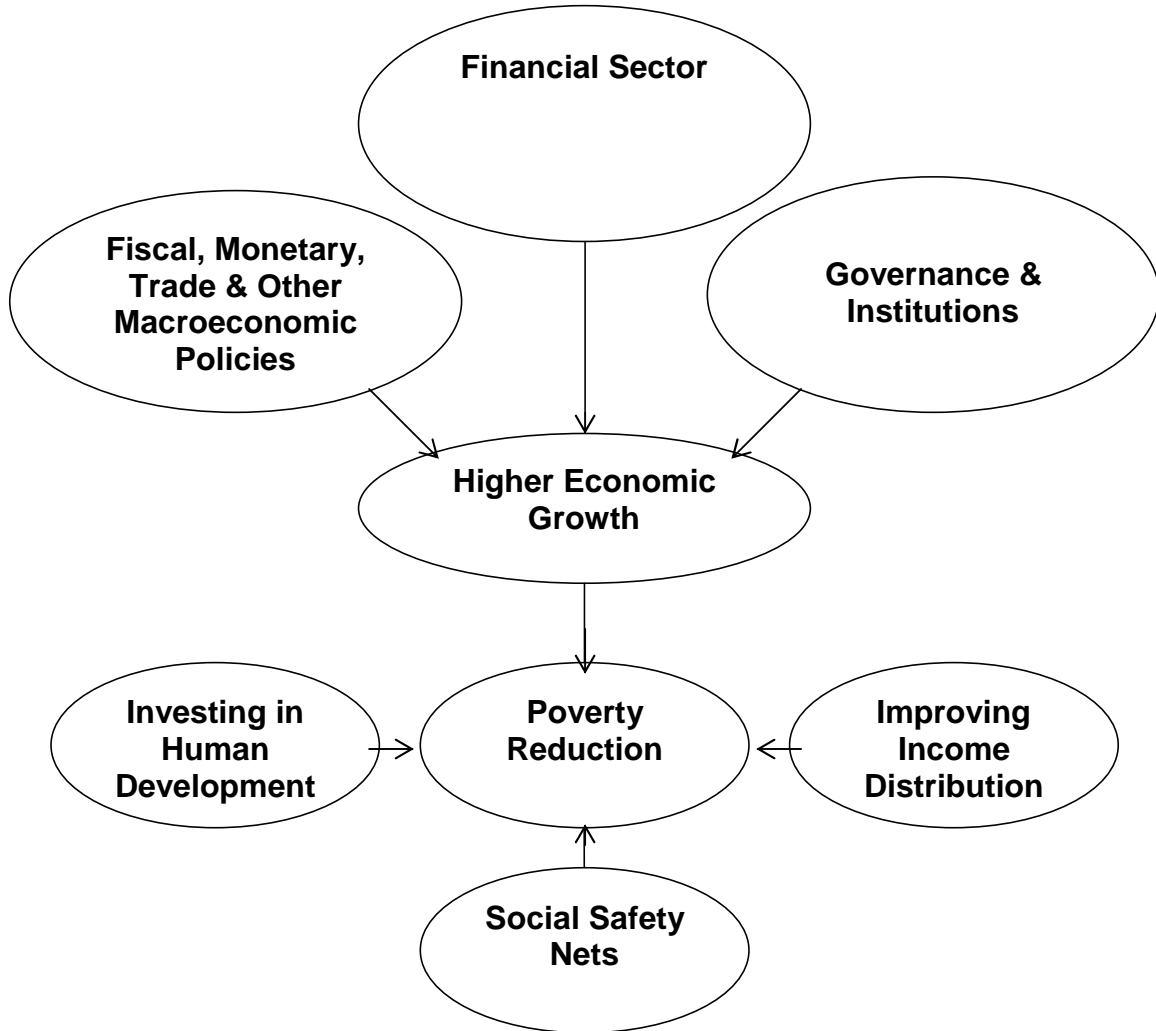 Financial Sector
Fiscal, Monetary,
Trade & Other
Macroeconomic
Policies
Governance &
Institutions
Higher Economic
Growth
Investing in
Human
Development
Poverty
Reduction
Improving
Income
Distribution
Social Safety
Nets